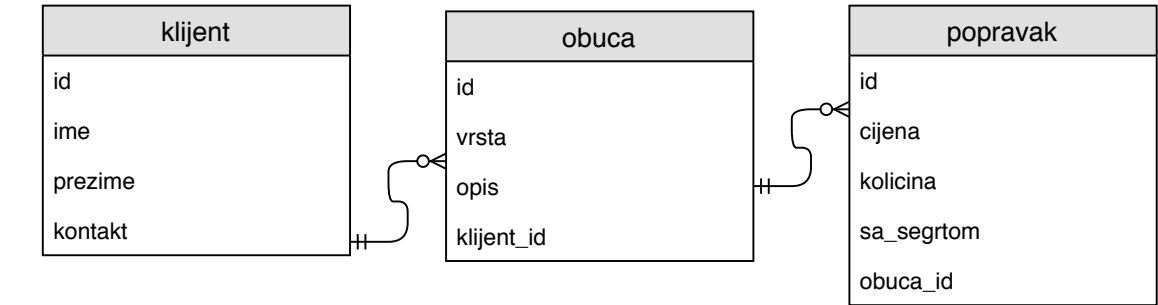 klijent
id
ime
prezime
kontakt
obuca
id
vrsta
opis
klijent_id
popravak
id
cijena
kolicina
sa_segrtom
obuca_id